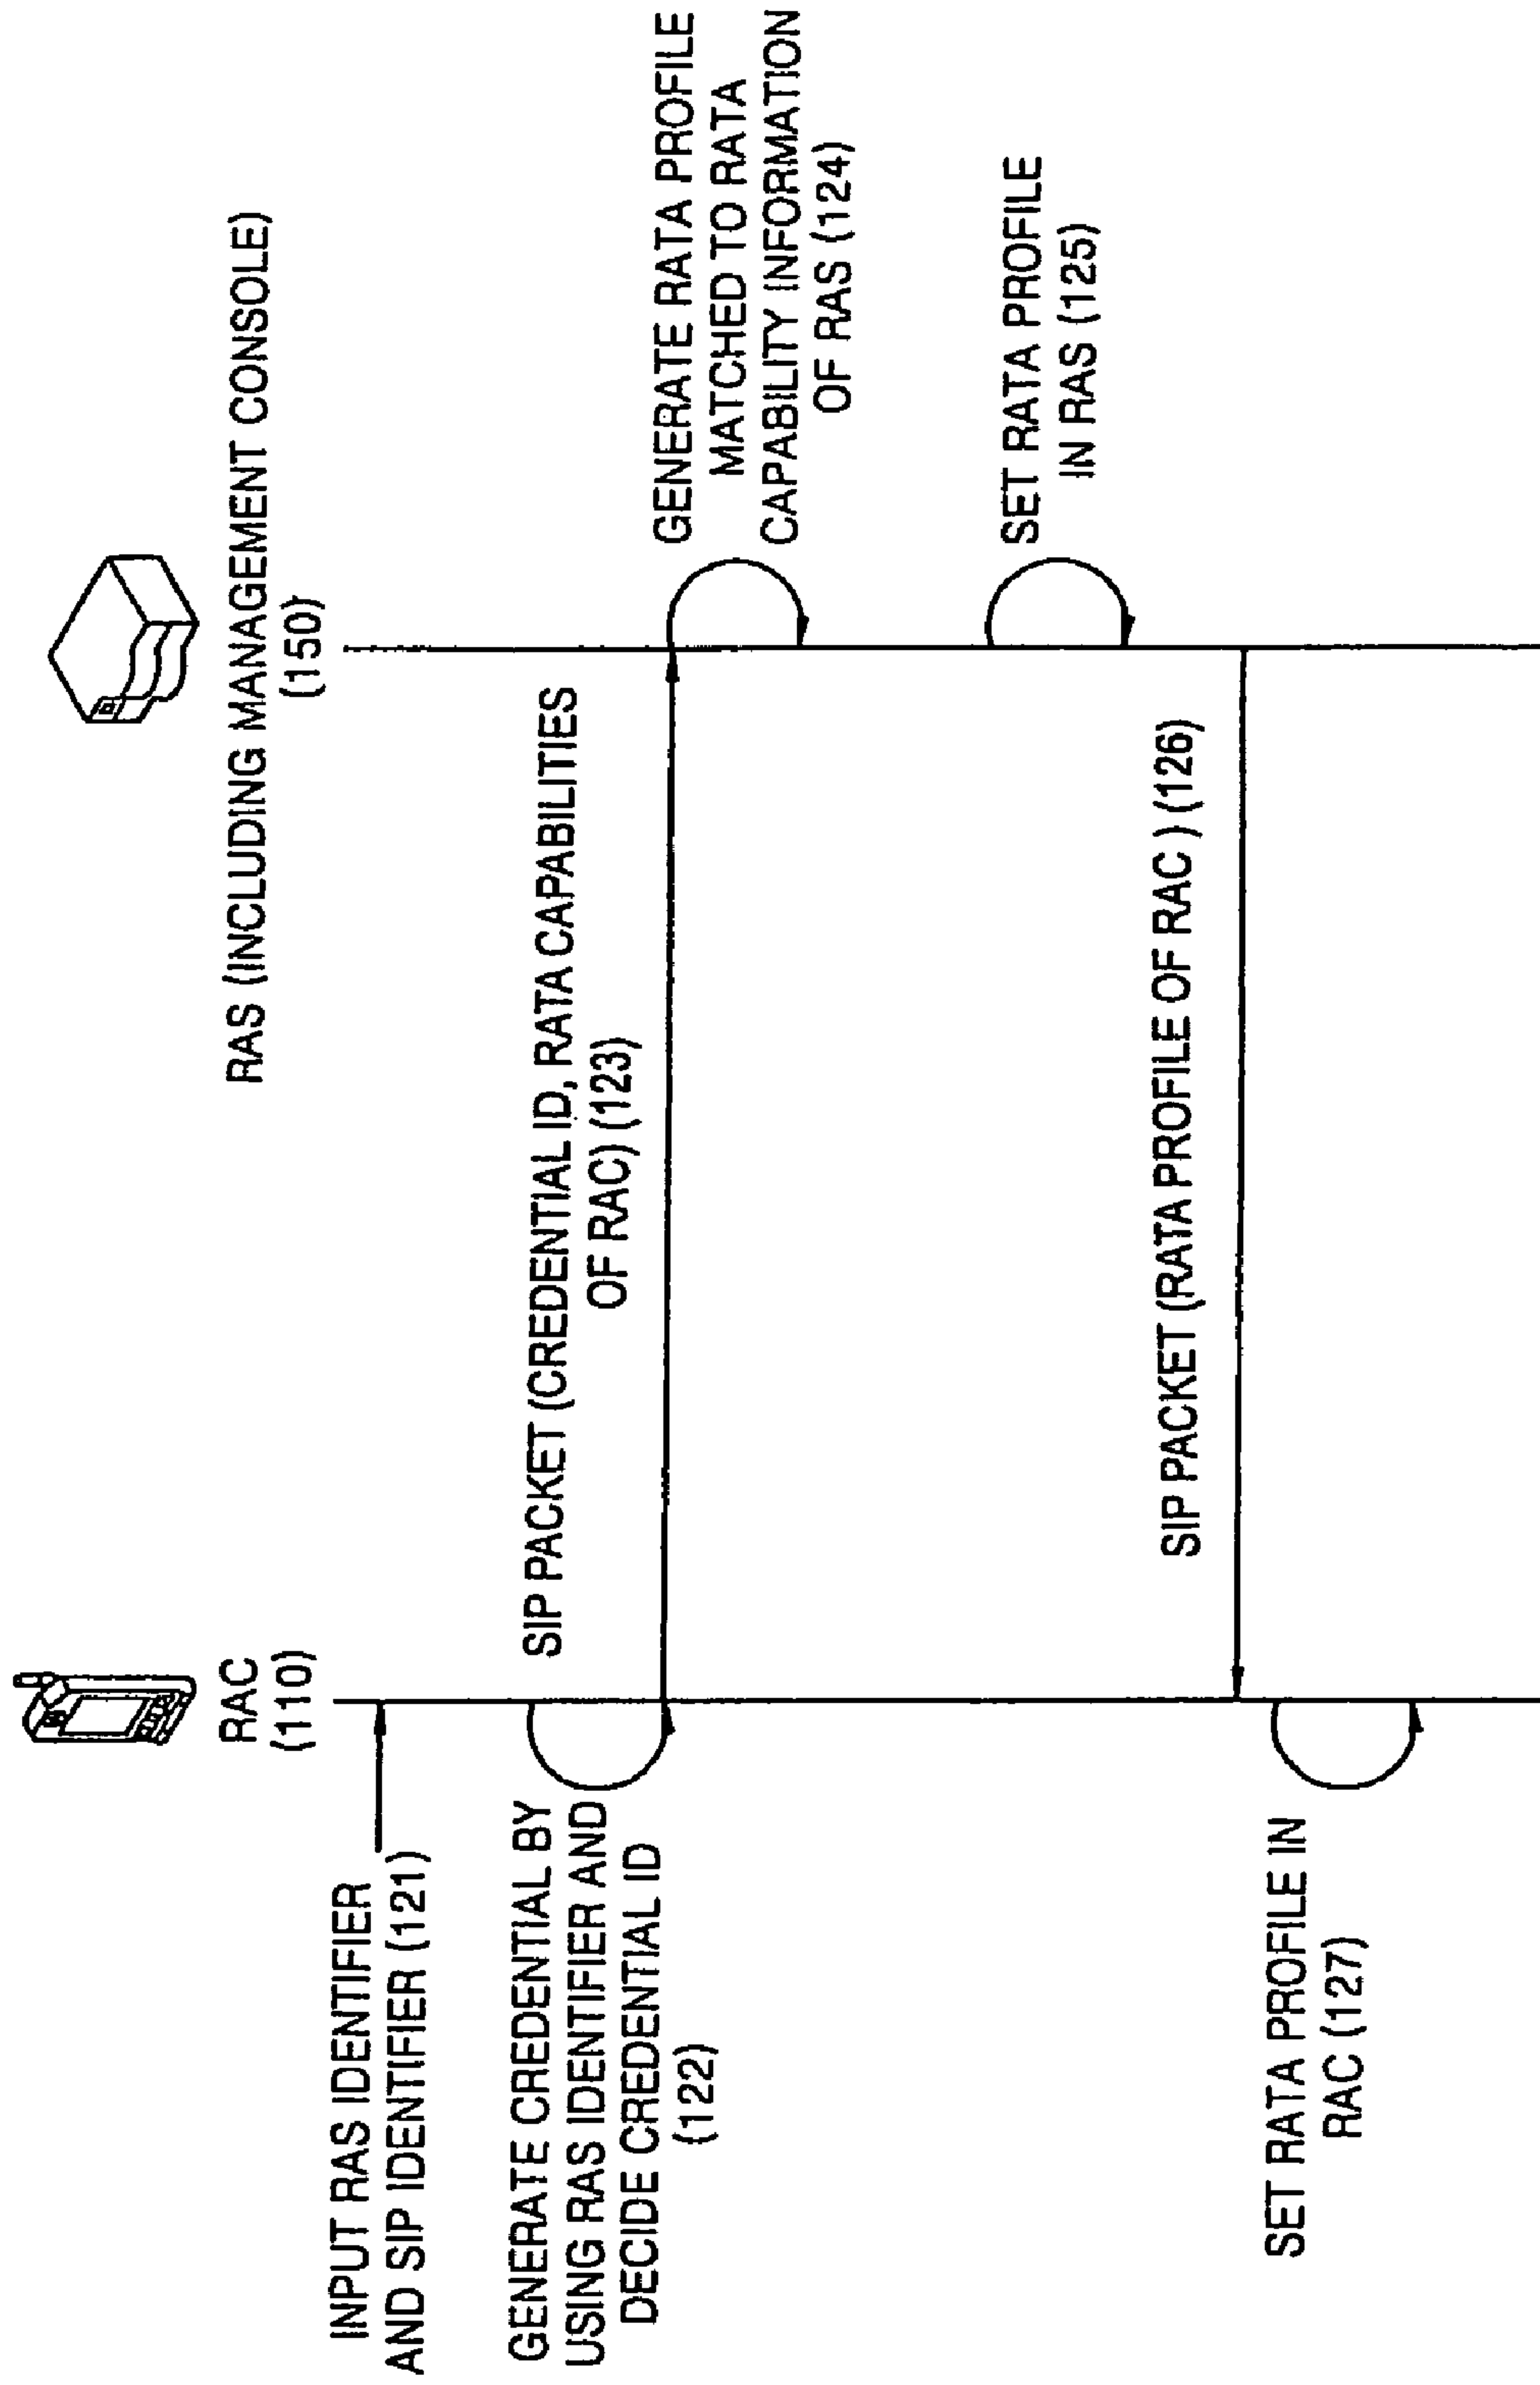 RAC
(110)
RAS (INCLUDING MANAGEMENT CONSOLE)
(150)
INPUT RAS IDENTIFIER
AND SIP IDENTIFIER (121)
GENERATE CREDENTIAL BY
USING RAS IDENTIFIER AND
DECIDE CREDENTIAL ID
(122)
SIP PACKET (CREDENTIAL ID, RATA CAPABILITIES
OF RAC) (123)
GENERATE RATA PROFILE
MATCHED TO RATA
CAPABILITY INFORMATION
OF RAS (124)
SET RATA PROFILE
IN RAS (125)
SIP PACKET (RATA PROFILE OF RAC ) (126)
SET RATA PROFILE IN
RAC (127)